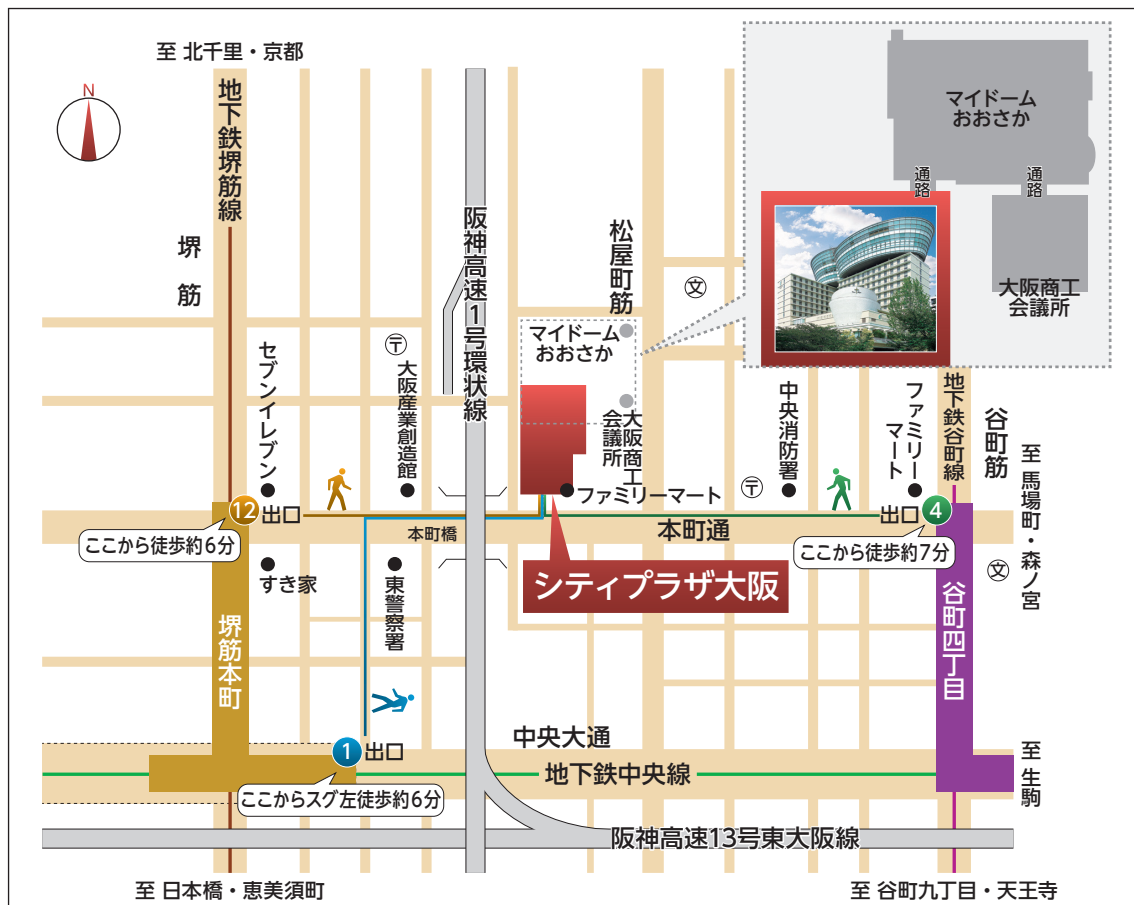 至 北千里・京都
N
地下鉄堺筋線
堺筋
阪神高速1号環状線
松屋町筋
文
マイドーム
おおさか
通路
通路
大阪商工
会議所
マイドーム
おおさか
大阪商工
会議所
セブンイレブン
〒
大阪産業創造館
ファミリーマート
〒
中央消防署
ファミリー
マート
地下鉄谷町線
谷町筋
至 馬場町・森ノ宮
12
出口
ここから徒歩約6分
本町橋
本町通
出口
4
ここから徒歩約7分
文
すき家
東警察署
シティプラザ大阪
堺筋本町
谷町四丁目
1
出口
ここからスグ左徒歩約6分
中央大通
地下鉄中央線
至 生駒
阪神高速13号東大阪線
至 日本橋・恵美須町
至 谷町九丁目・天王寺